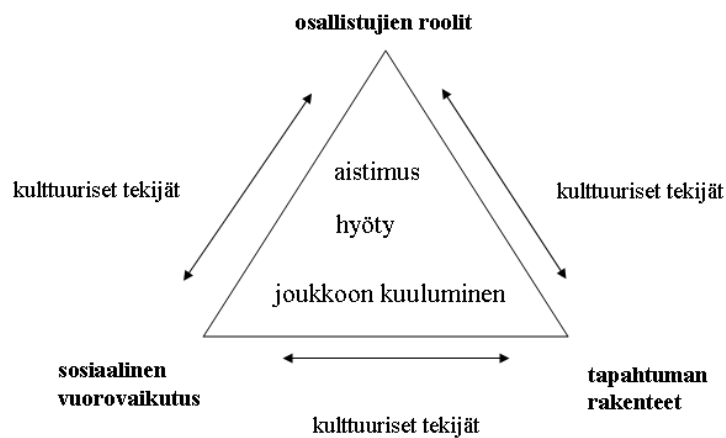 osallistujien roolit
aistimus
kulttuuriset tekijät
kulttuuriset tekijät
hyöty
joukkoon kuuluminen
sosiaalinen
vuorovaikutus
tapahtuman
rakenteet
kulttuuriset tekijät